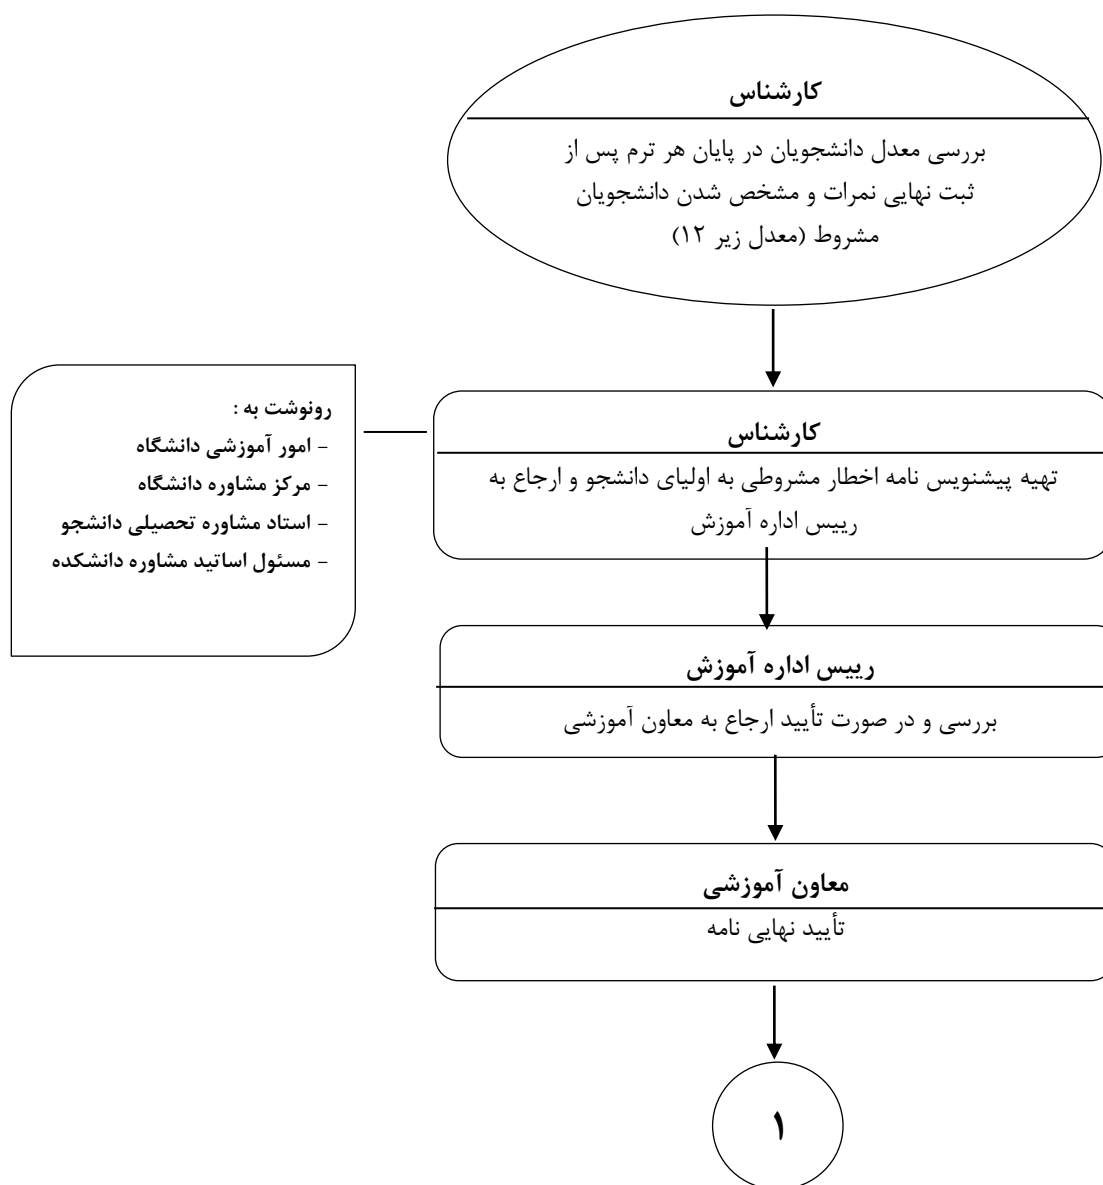 کارشناس
بررسی معدل دانشجویان در پایان هر ترم پس از
ثبت نهایی نمرات و مشخص شدن دانشجویان
مشروط (معدل زیر ۱۲)
کارشناس
تهیه پیشنویس نامه اخطار مشروطی به اولیای دانشجو و ارجاع به
رییس اداره آموزش
رونوشت به :
- امور آموزشی دانشگاه
- مرکز مشاوره دانشگاه
- استاد مشاوره تحصیلی دانشجو
- مسئول اساتید مشاوره دانشکده
رییس اداره آموزش
بررسی و در صورت تأیید ارجاع به معاون آموزشی
معاون آموزشی
تأیید نهایی نامه
۱